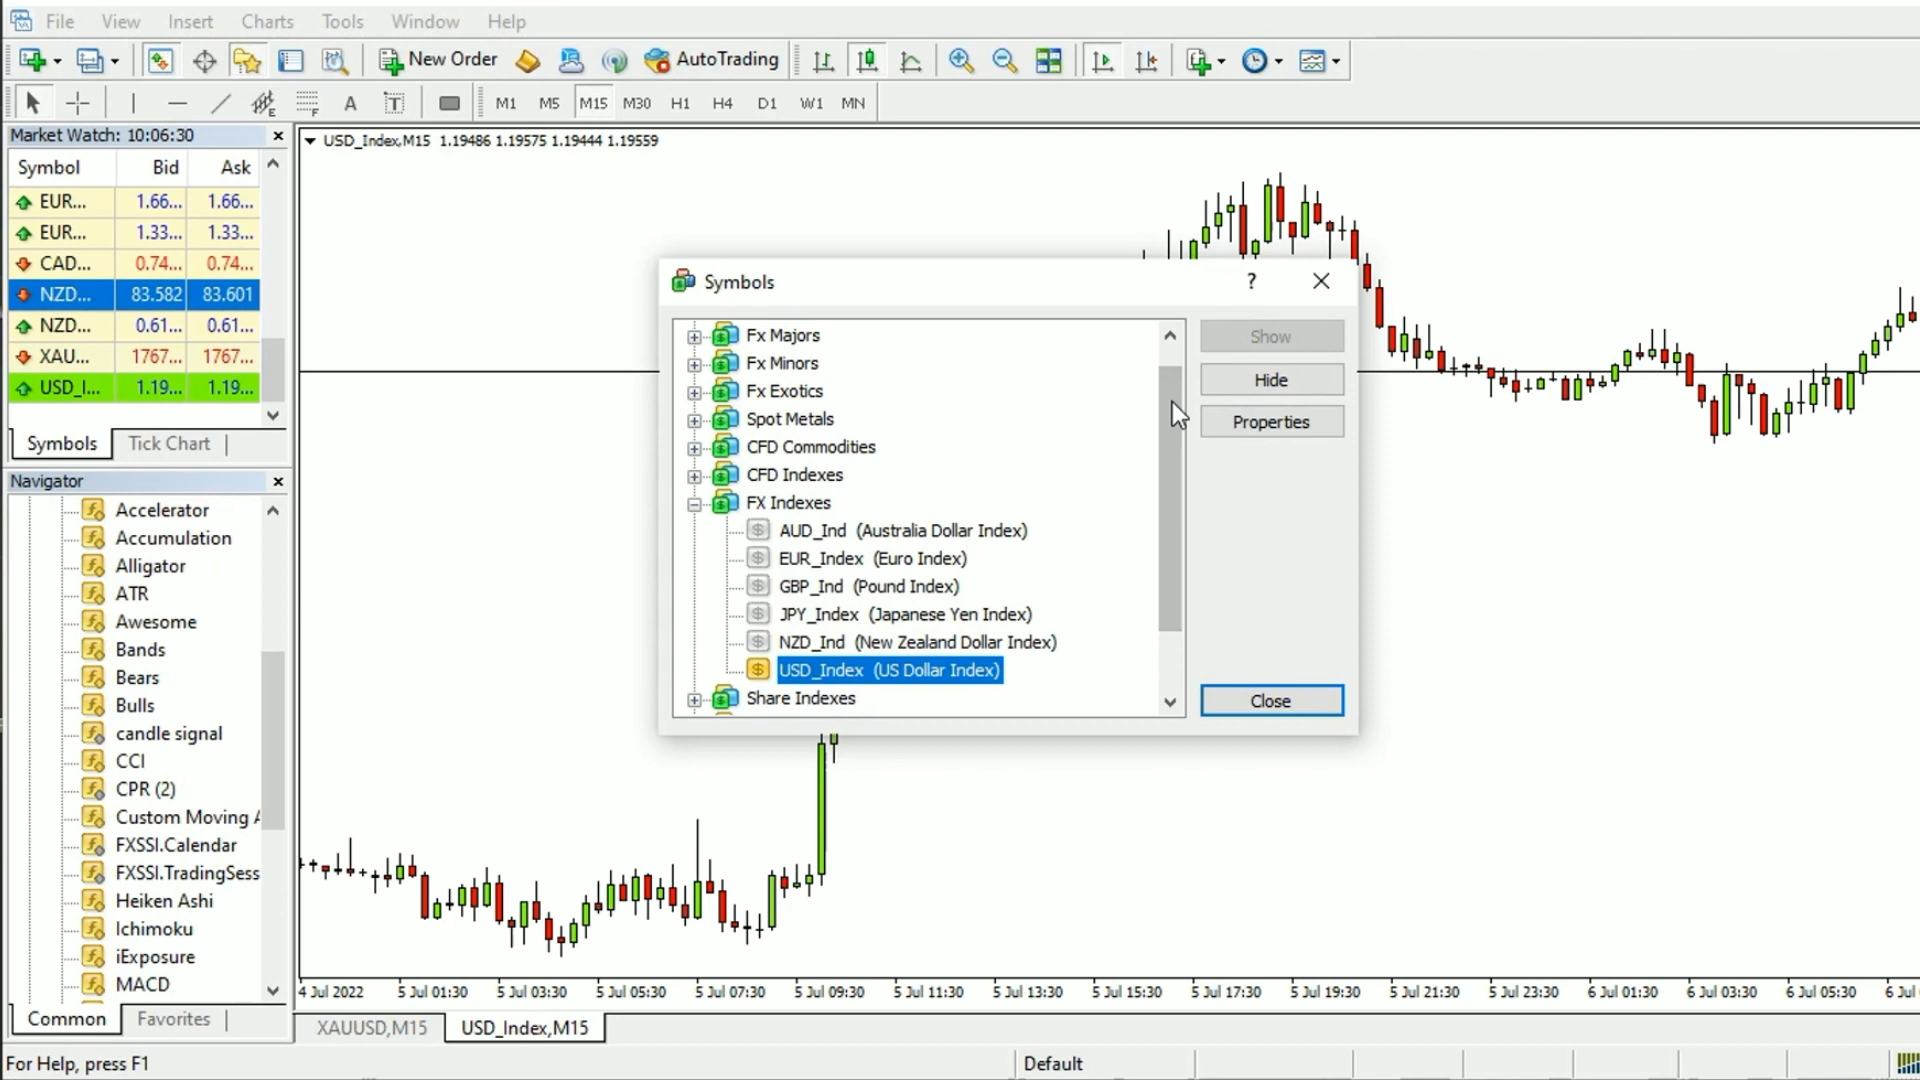 File View Insert Charts Tools Window Help
New Order AutoTrading
E F A T M1 M5 M15 M30 H1 H4 D1 W1 MN
Market Watch: 10:06:30
Symbol Bid Ask
EUR... 1.66... 1.66...
EUR... 1.33... 1.33...
CAD... 0.74... 0.74...
NZD... 83.582 83.601
NZD... 0.61... 0.61...
XAU... 1767... 1767...
USD_I... 1.19... 1.19...
Symbols Tick Chart
Navigator
Accelerator
Accumulation
Alligator
ATR
Awesome
Bands
Bears
Bulls
candle signal
CCI
CPR (2)
Custom Moving A
FXSSI.Calendar
FXSSI.TradingSess
Heiken Ashi
Ichimoku
iExposure
MACD
Common Favorites
USD_Index,M15 1.19486 1.19575 1.19444 1.19559
Symbols ?
Fx Majors
Fx Minors
Fx Exotics
Spot Metals
CFD Commodities
CFD Indexes
FX Indexes
AUD_Ind (Australia Dollar Index)
EUR_Index (Euro Index)
GBP_Ind (Pound Index)
JPY_Index (Japanese Yen Index)
NZD_Ind (New Zealand Dollar Index)
USD_Index (US Dollar Index)
Share Indexes
Show
Hide
Properties
Close
4 Jul 2022 5 Jul 01:30 5 Jul 03:30 5 Jul 05:30 5 Jul 07:30 5 Jul 09:30 5 Jul 11:30 5 Jul 13:30 5 Jul 15:30 5 Jul 17:30 5 Jul 19:30 5 Jul 21:30 5 Jul 23:30 6 Jul 01:30 6 Jul 03:30 6 Jul 05:30 6 Jul 0
XAUUSD,M15 USD_Index,M15
For Help, press F1 Default